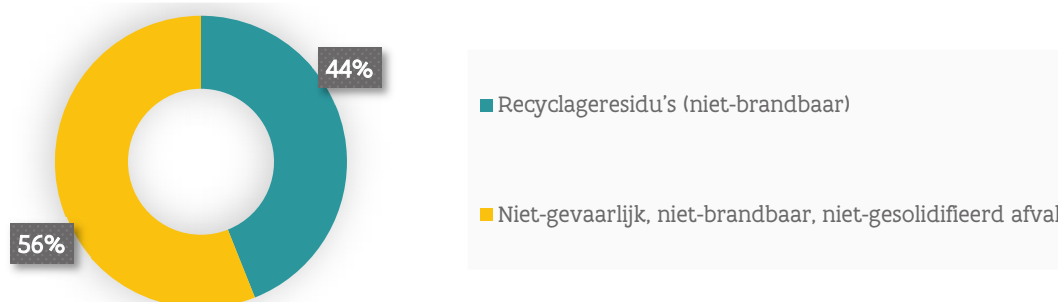 44%
Recyclageresidu's (niet-brandbaar)
Niet-gevaarlijk, niet-brandbaar, niet-gesolidifieerd afval
56%